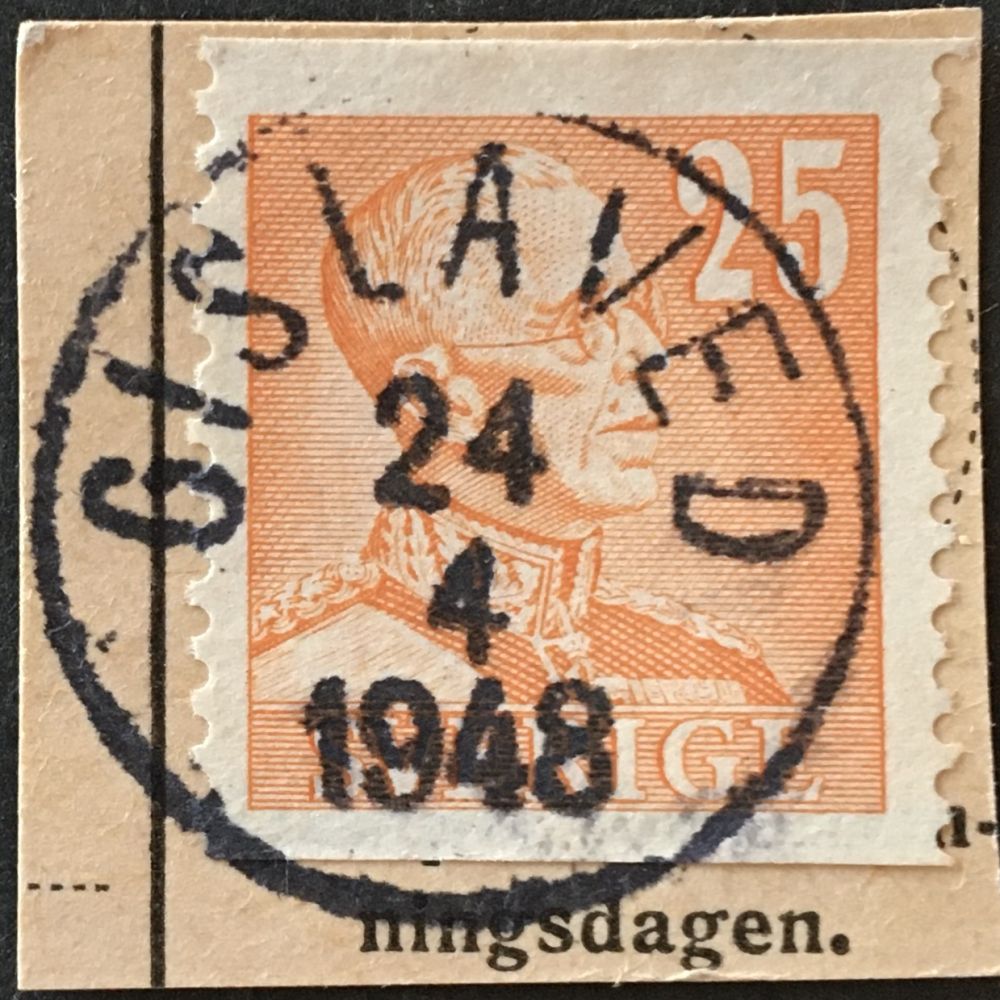 25
GISLAVED
24
4
1948
SVERIGE
ningsdagen.